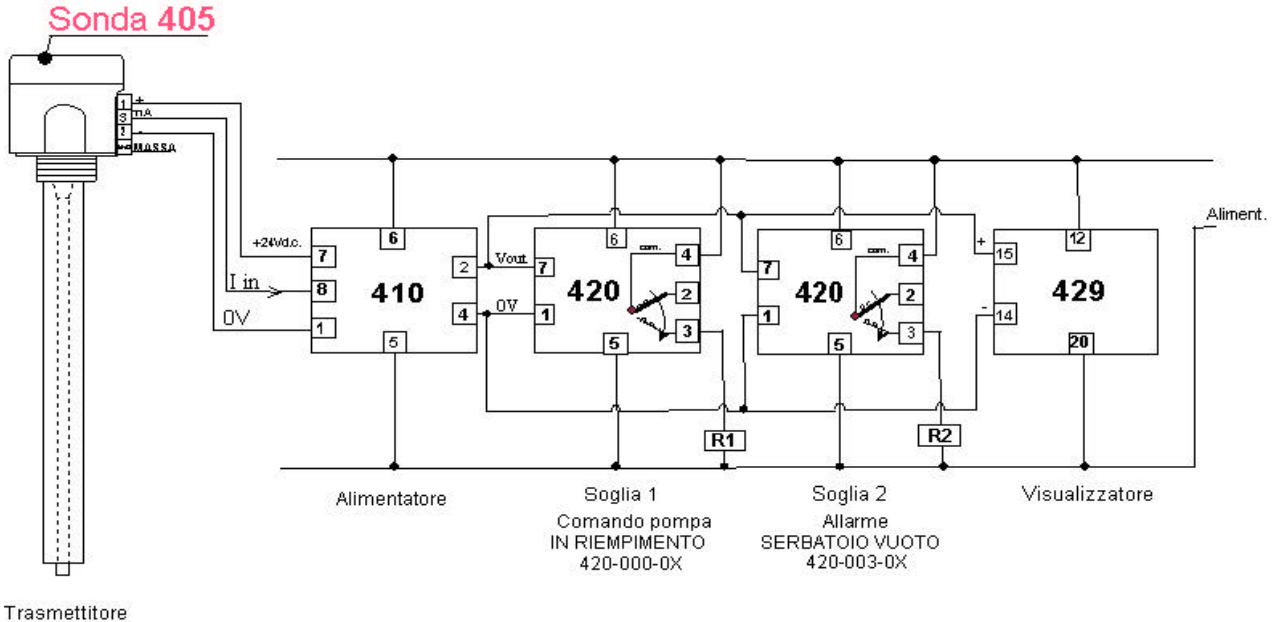 Sonda 405
1 +
3 mA
2 -
MASSA
Aliment.
+24Vd.c.
7
6
2
Vout
7
6
com.
4
7
6
com.
4
+
15
12
I in
8
410
420
2
420
2
429
0V
1
4
0V
1
3
1
3
-
14
5
5
5
20
R1
R2
Alimentatore
Soglia 1
Comando pompa
IN RIEMPIMENTO
420-000-0X
Soglia 2
Allarme
SERBATOIO VUOTO
420-003-0X
Visualizzatore
Trasmettitore